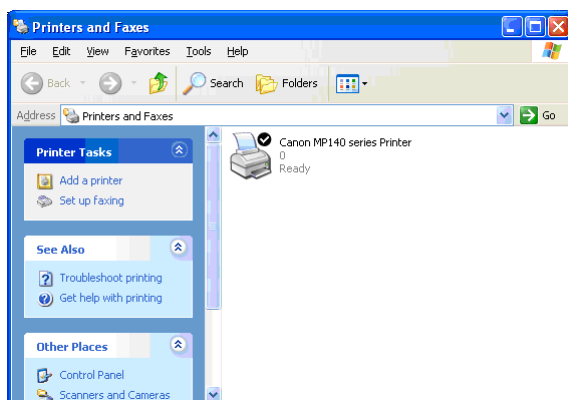 Printers and Faxes
File Edit View Favorites Tools Help
Back Search Folders
Address Printers and Faxes Go
Printer Tasks
Add a printer
Set up faxing
See Also
Troubleshoot printing
Get help with printing
Other Places
Control Panel
Scanners and Cameras
Canon MP140 series Printer
0
Ready